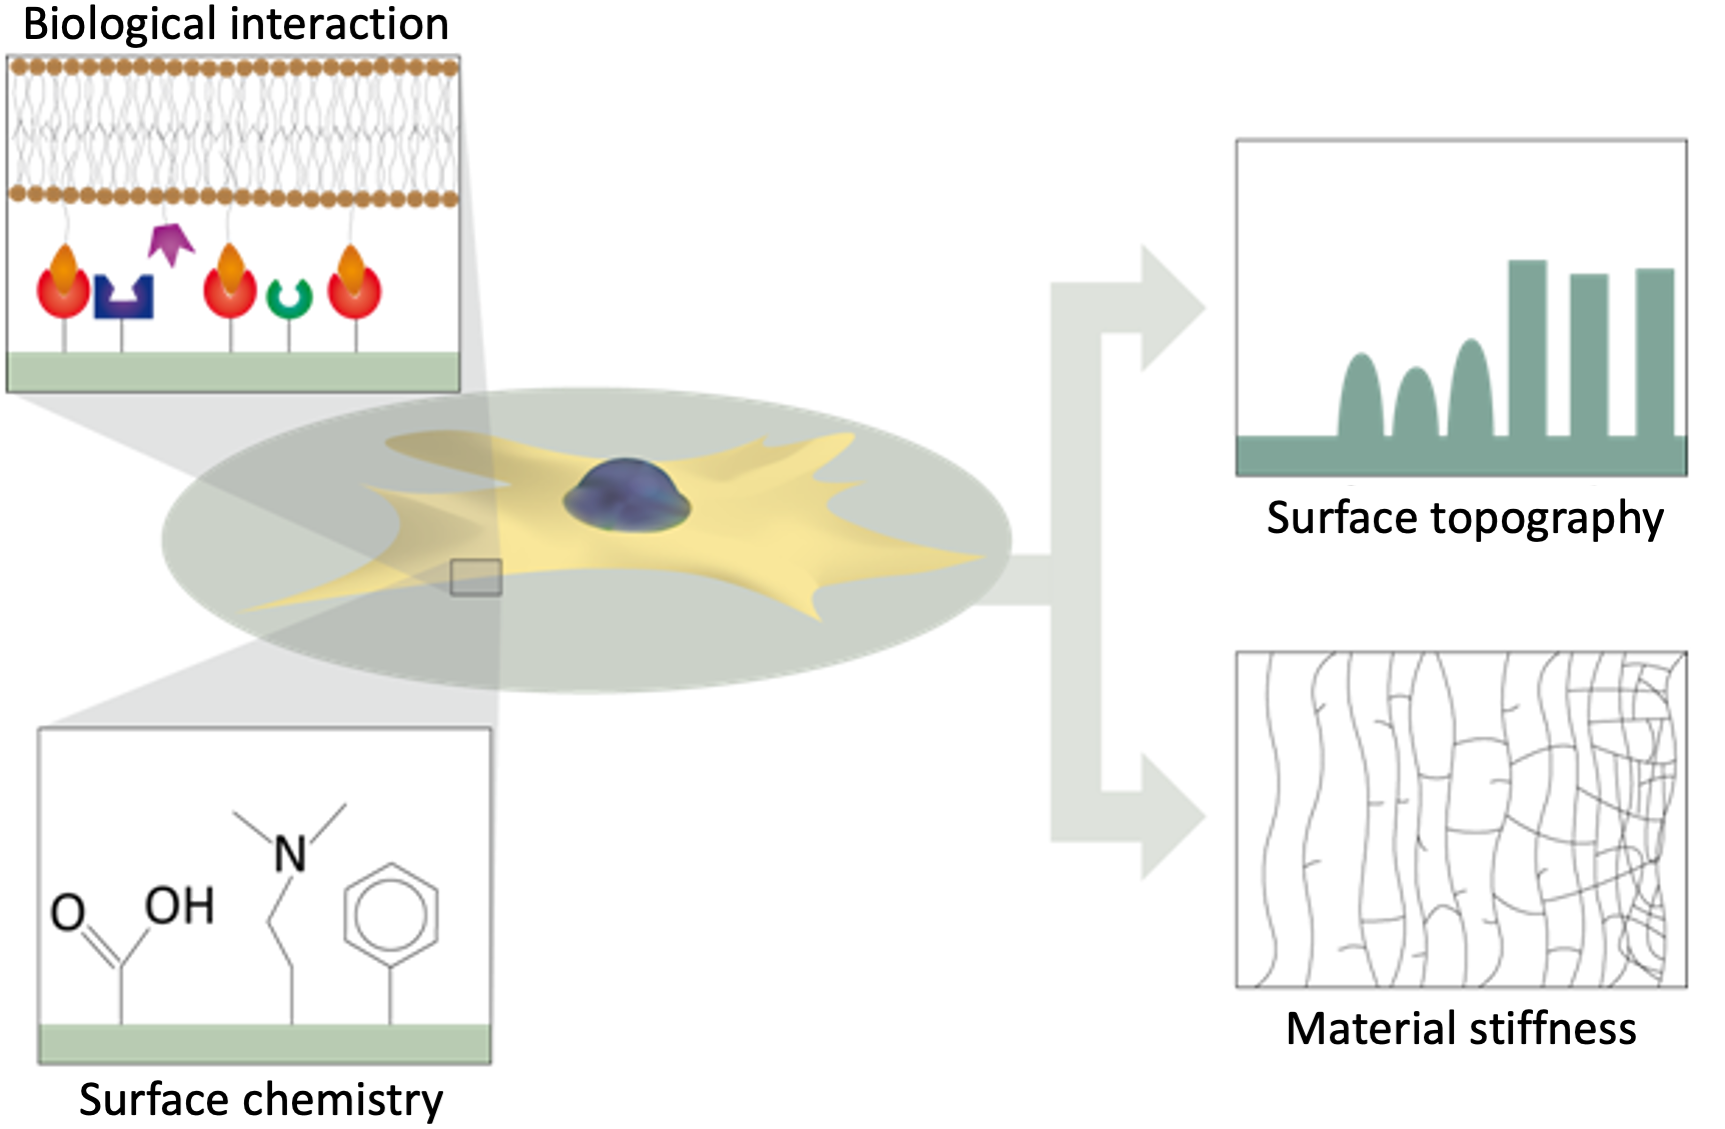 Biological interaction
Surface topography
N
O
OH
Material stiffness
Surface chemistry